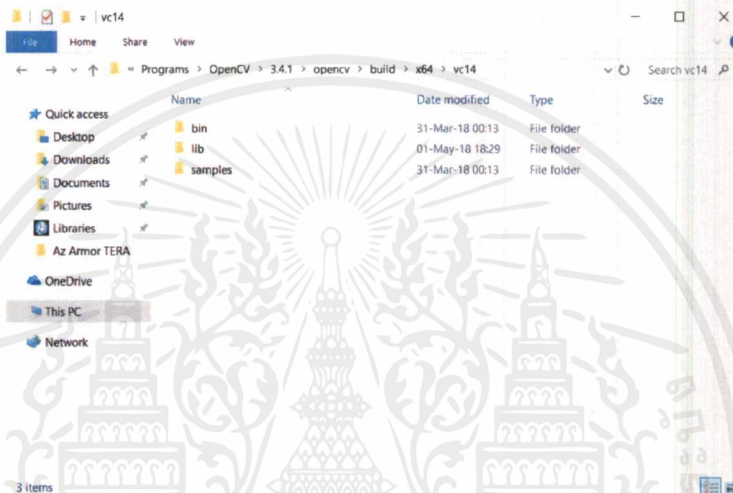 vc14
File Home Share View
« Programs > OpenCV > 3.4.1 > opencv > build > x64 > vc14
Search vc14
Name Date modified Type Size
Quick access
Desktop
Downloads
Documents
Pictures
Libraries
Az Armor TERA
OneDrive
This PC
Network
bin 31-Mar-18 00:13 File folder
lib 01-May-18 18:29 File folder
samples 31-Mar-18 00:13 File folder
3 items